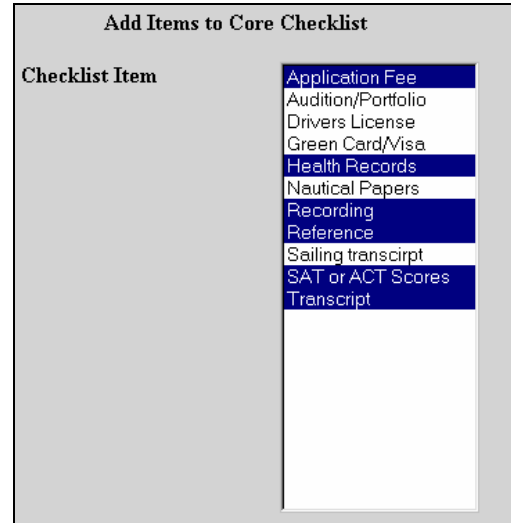 Add Items to Core Checklist
Checklist Item
Application Fee
Audition/Portfolio
Drivers License
Green Card/Visa
Health Records
Nautical Papers
Recording
Reference
Sailing transcirpt
SAT or ACT Scores
Transcript